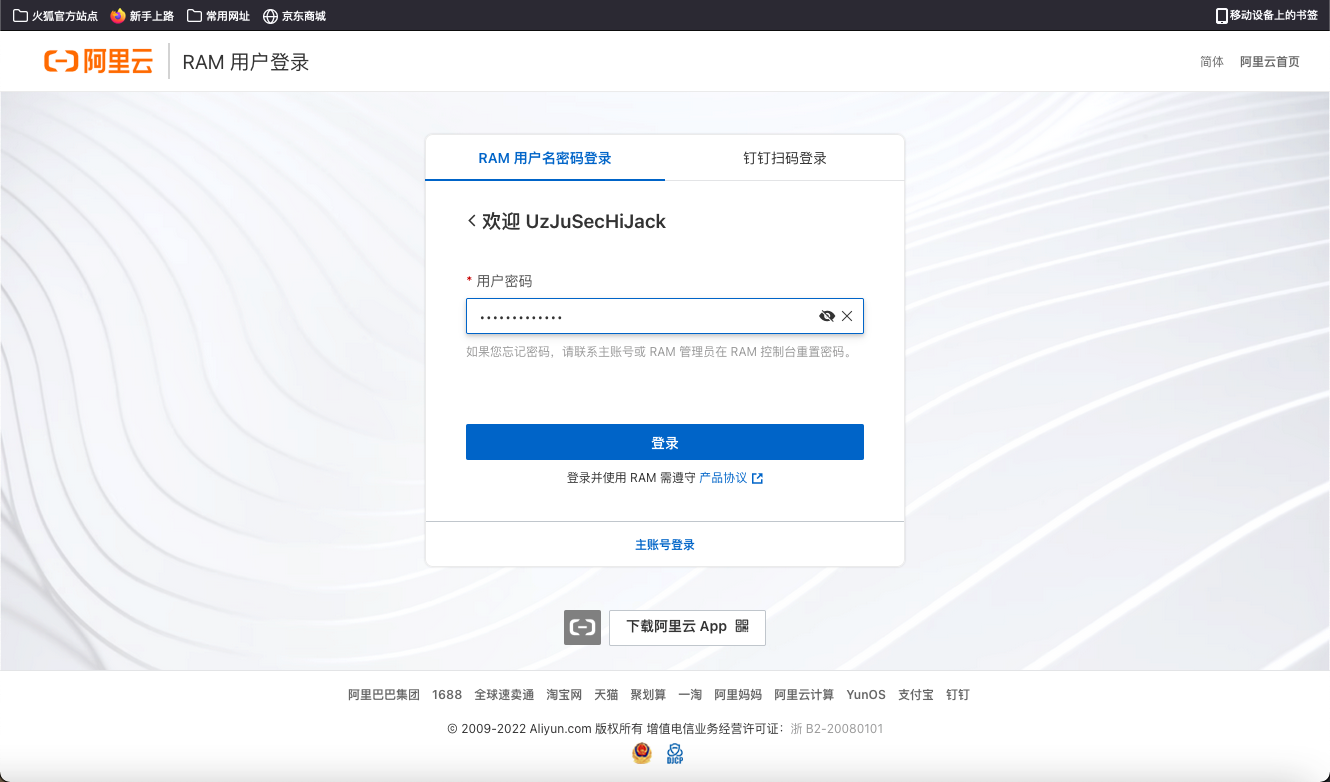 火狐官方站点 新手上路 常用网址 京东商城 移动设备上的书签
阿里云 RAM 用户登录 简体 阿里云首页
RAM 用户名密码登录 钉钉扫码登录
欢迎 UzJuSecHiJack
* 用户密码
•••••••••••••
如果您忘记密码，请联系主账号或 RAM 管理员在 RAM 控制台重置密码。
登录
登录并使用 RAM 需遵守 产品协议
主账号登录
下载阿里云 App
阿里巴巴集团 1688 全球速卖通 淘宝网 天猫 聚划算 一淘 阿里妈妈 阿里云计算 YunOS 支付宝 钉钉
© 2009-2022 Aliyun.com 版权所有 增值电信业务经营许可证：浙 B2-20080101
DJCP